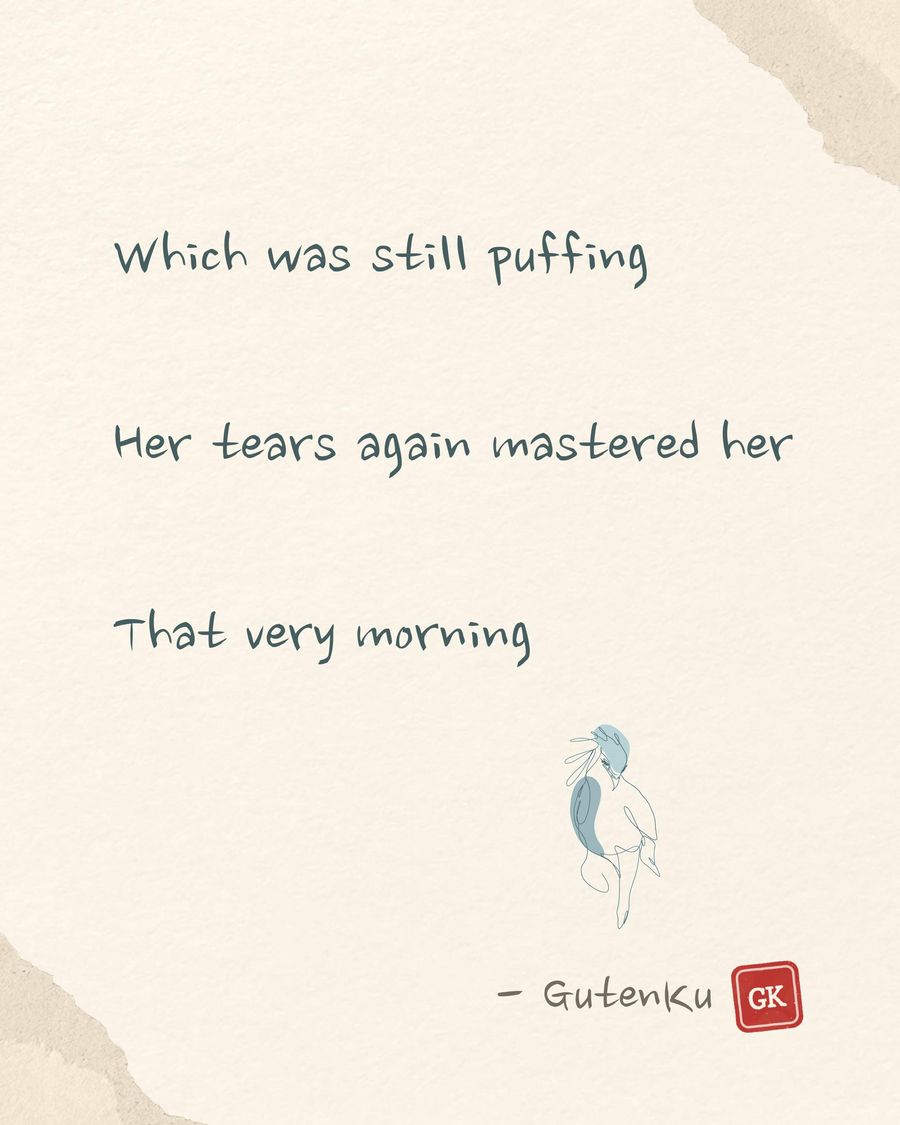 Which was still puffing
Her tears again mastered her
That very morning
- GutenKu GK